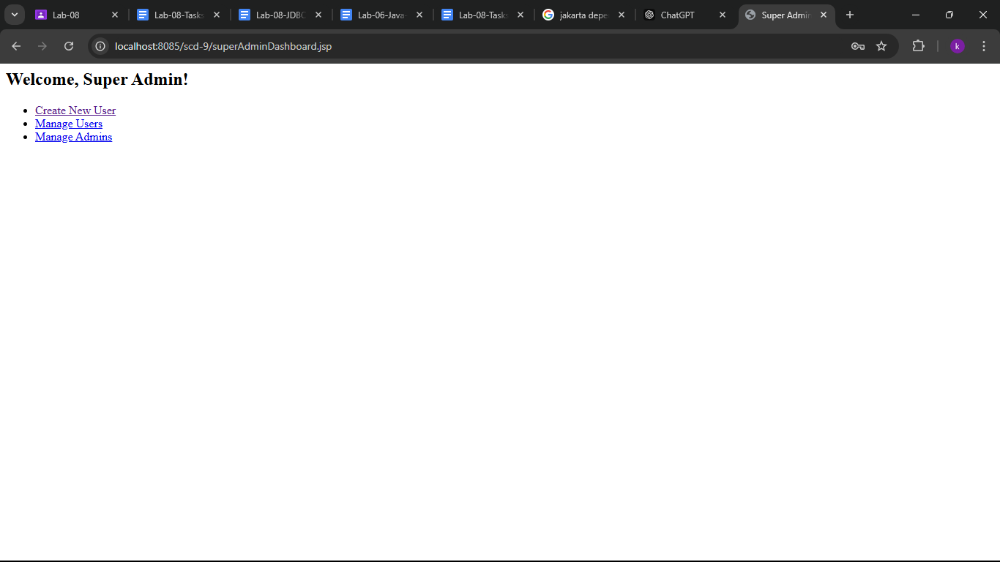 Lab-08
Lab-08-Tasks
Lab-08-JDBC
Lab-06-Java-
Lab-08-Tasks
jakarta depe
ChatGPT
Super Admin
localhost:8085/scd-9/superAdminDashboard.jsp
k
Welcome, Super Admin!
Create New User
Manage Users
Manage Admins